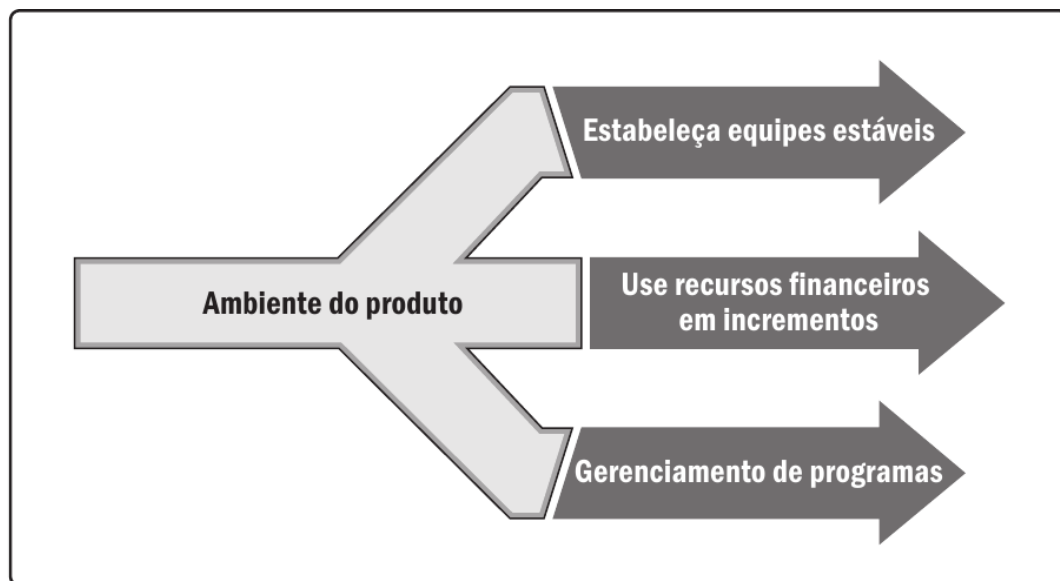 Estabeleça equipes estáveis
Ambiente do produto
Use recursos financeiros
em incrementos
Gerenciamento de programas